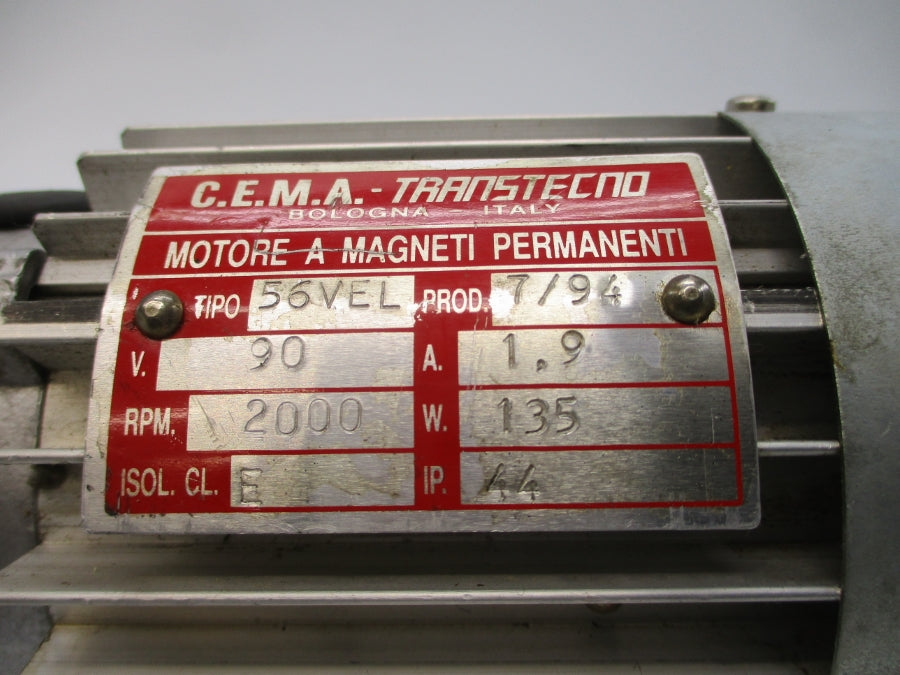 C.E.M.A. - TRANSTECNO
BOLOGNA - ITALY
MOTORE A MAGNETI PERMANENTI
TIPO 56VEL PROD. 7/94
V. 90 A. 1,9
RPM. 2000 W. 135
ISOL. CL. E IP. 44